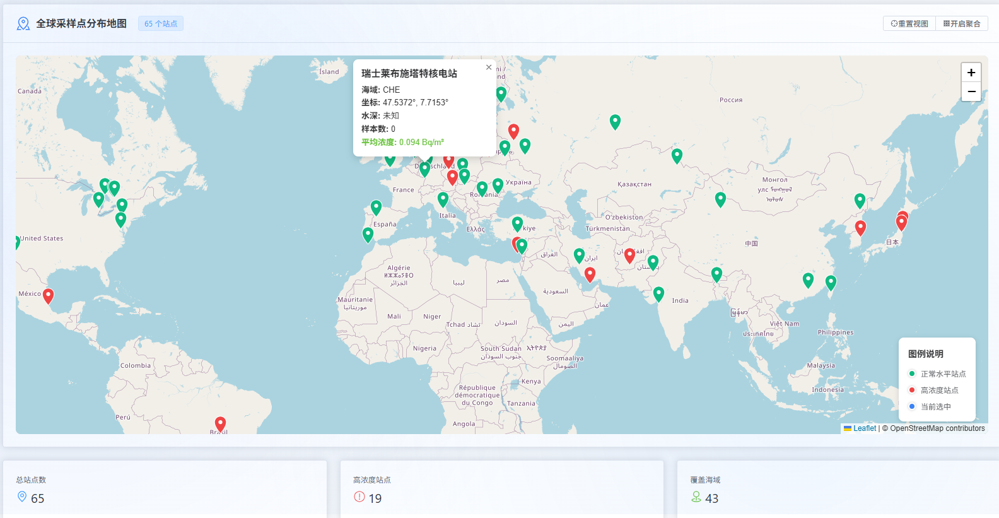 全球采样点分布地图
65 个站点
重置视图
开启聚合
瑞士莱布施塔特核电站
×
海域: CHE
坐标: 47.5372°, 7.7153°
水深: 未知
样本数: 0
平均浓度: 0.094 Bq/m³
+
−
Ísland
Canada
Россия
Deutschland
Україна
France
România
Қазақстан
Монгол
улс
Italia
España
Ελλάς
Oʻzbekiston
Türkmenistan
United States
中国
日本
العراق
ایران
Algérie
ⵍⵣⵣⴰⵢⴻⵔ
الجزائر
ليبيا
مصر
السعودية
México
Mauritanie
موريتانيا
عمان
India
Mali
Niger
Tchad تشاد
السودان
اليمن
Việt Nam
ประเทศไทย
Philippines
Nigeria
South Sudan
جنوب السودان
Soomaaliya
الصومال
Colombia
Malaysia
Kenya
République
démocratique
du Congo
Tanzania
Indonesia
Perú
Angola
Brasil
图例说明
正常水平站点
高浓度站点
当前选中
Leaflet | © OpenStreetMap contributors
总站点数
65
高浓度站点
19
覆盖海域
43